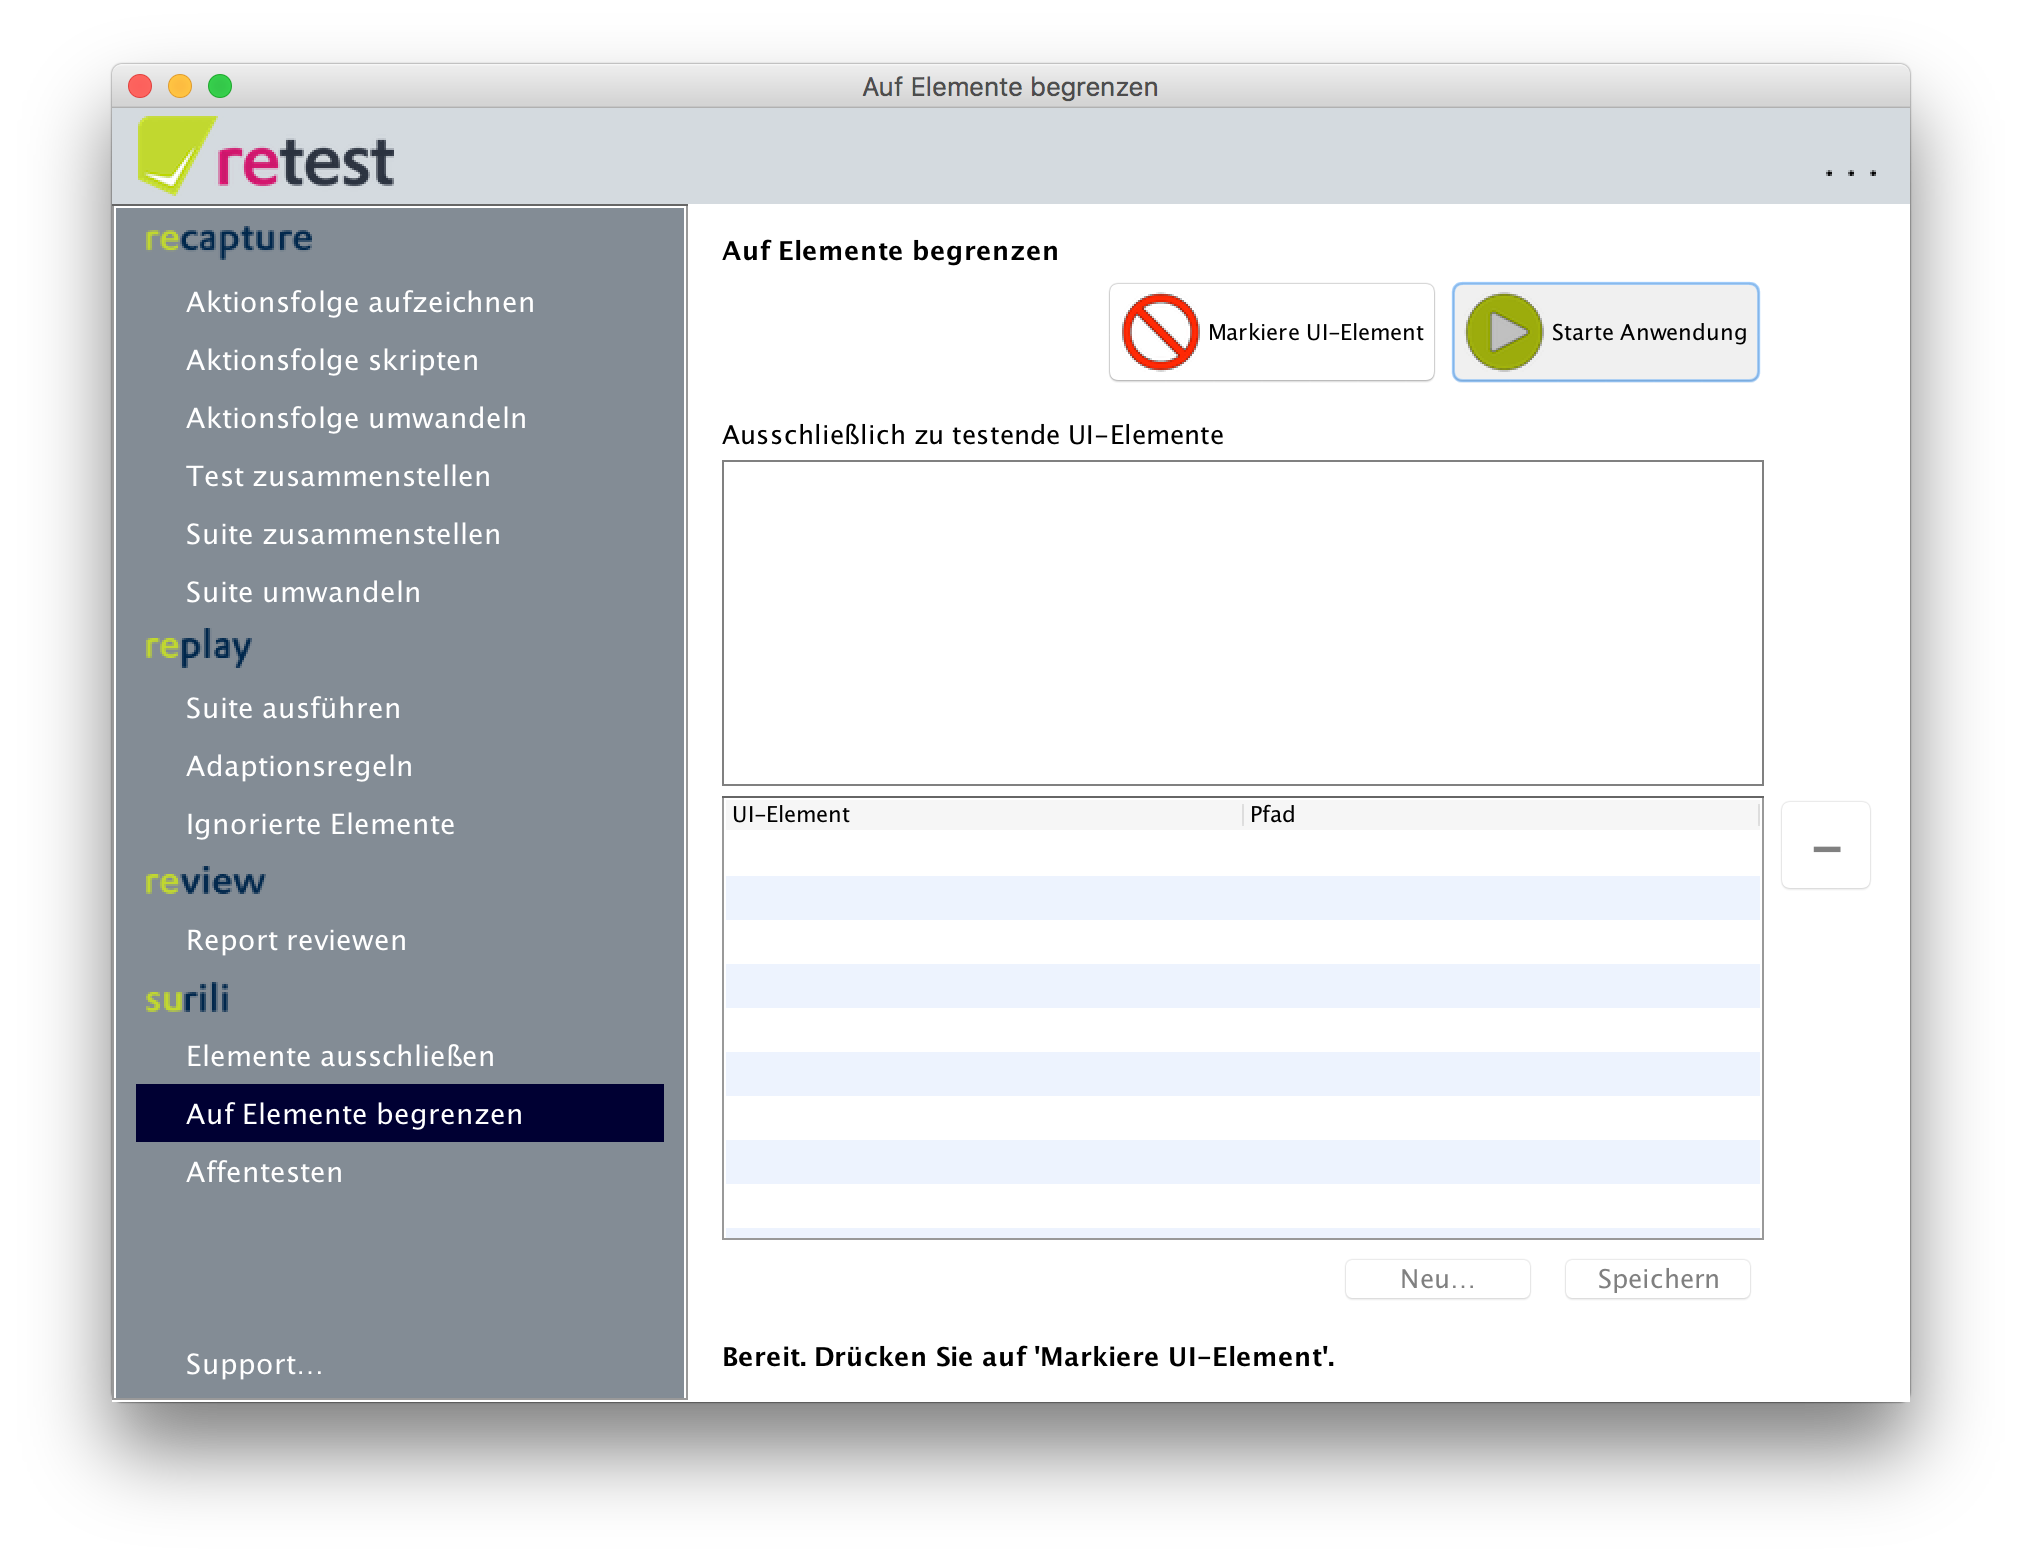 Auf Elemente begrenzen
retest
...
recapture
Aktionsfolge aufzeichnen
Aktionsfolge skripten
Aktionsfolge umwandeln
Test zusammenstellen
Suite zusammenstellen
Suite umwandeln
replay
Suite ausführen
Adaptionsregeln
Ignorierte Elemente
review
Report reviewen
surili
Elemente ausschließen
Auf Elemente begrenzen
Affentesten
Support...
Auf Elemente begrenzen
Markiere UI-Element
Starte Anwendung
Ausschließlich zu testende UI-Elemente
UI-Element Pfad
Neu... Speichern
Bereit. Drücken Sie auf 'Markiere UI-Element'.